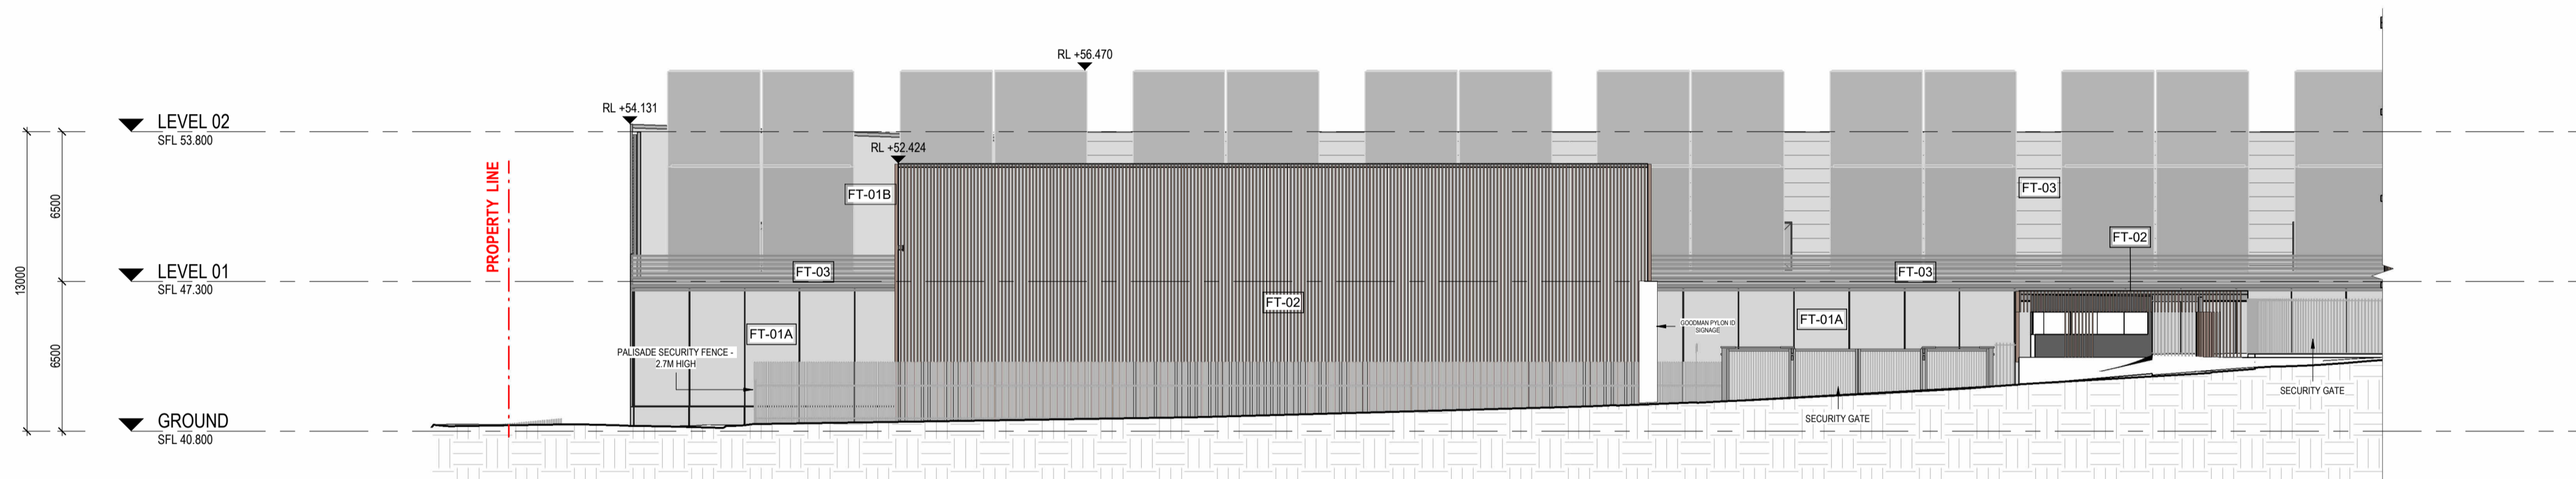 RL +56.470
RL +54.131
LEVEL 02
SFL 53.800
RL +52.424
PROPERTY LINE
FT-01B
FT-03
6500
FT-02
13000
LEVEL 01
SFL 47.300
FT-03
FT-03
FT-02
GOODMAN PYLON ID
SIGNAGE
FT-01A
FT-01A
PALISADE SECURITY FENCE -
2.7M HIGH
6500
SECURITY GATE
SECURITY GATE
GROUND
SFL 40.800